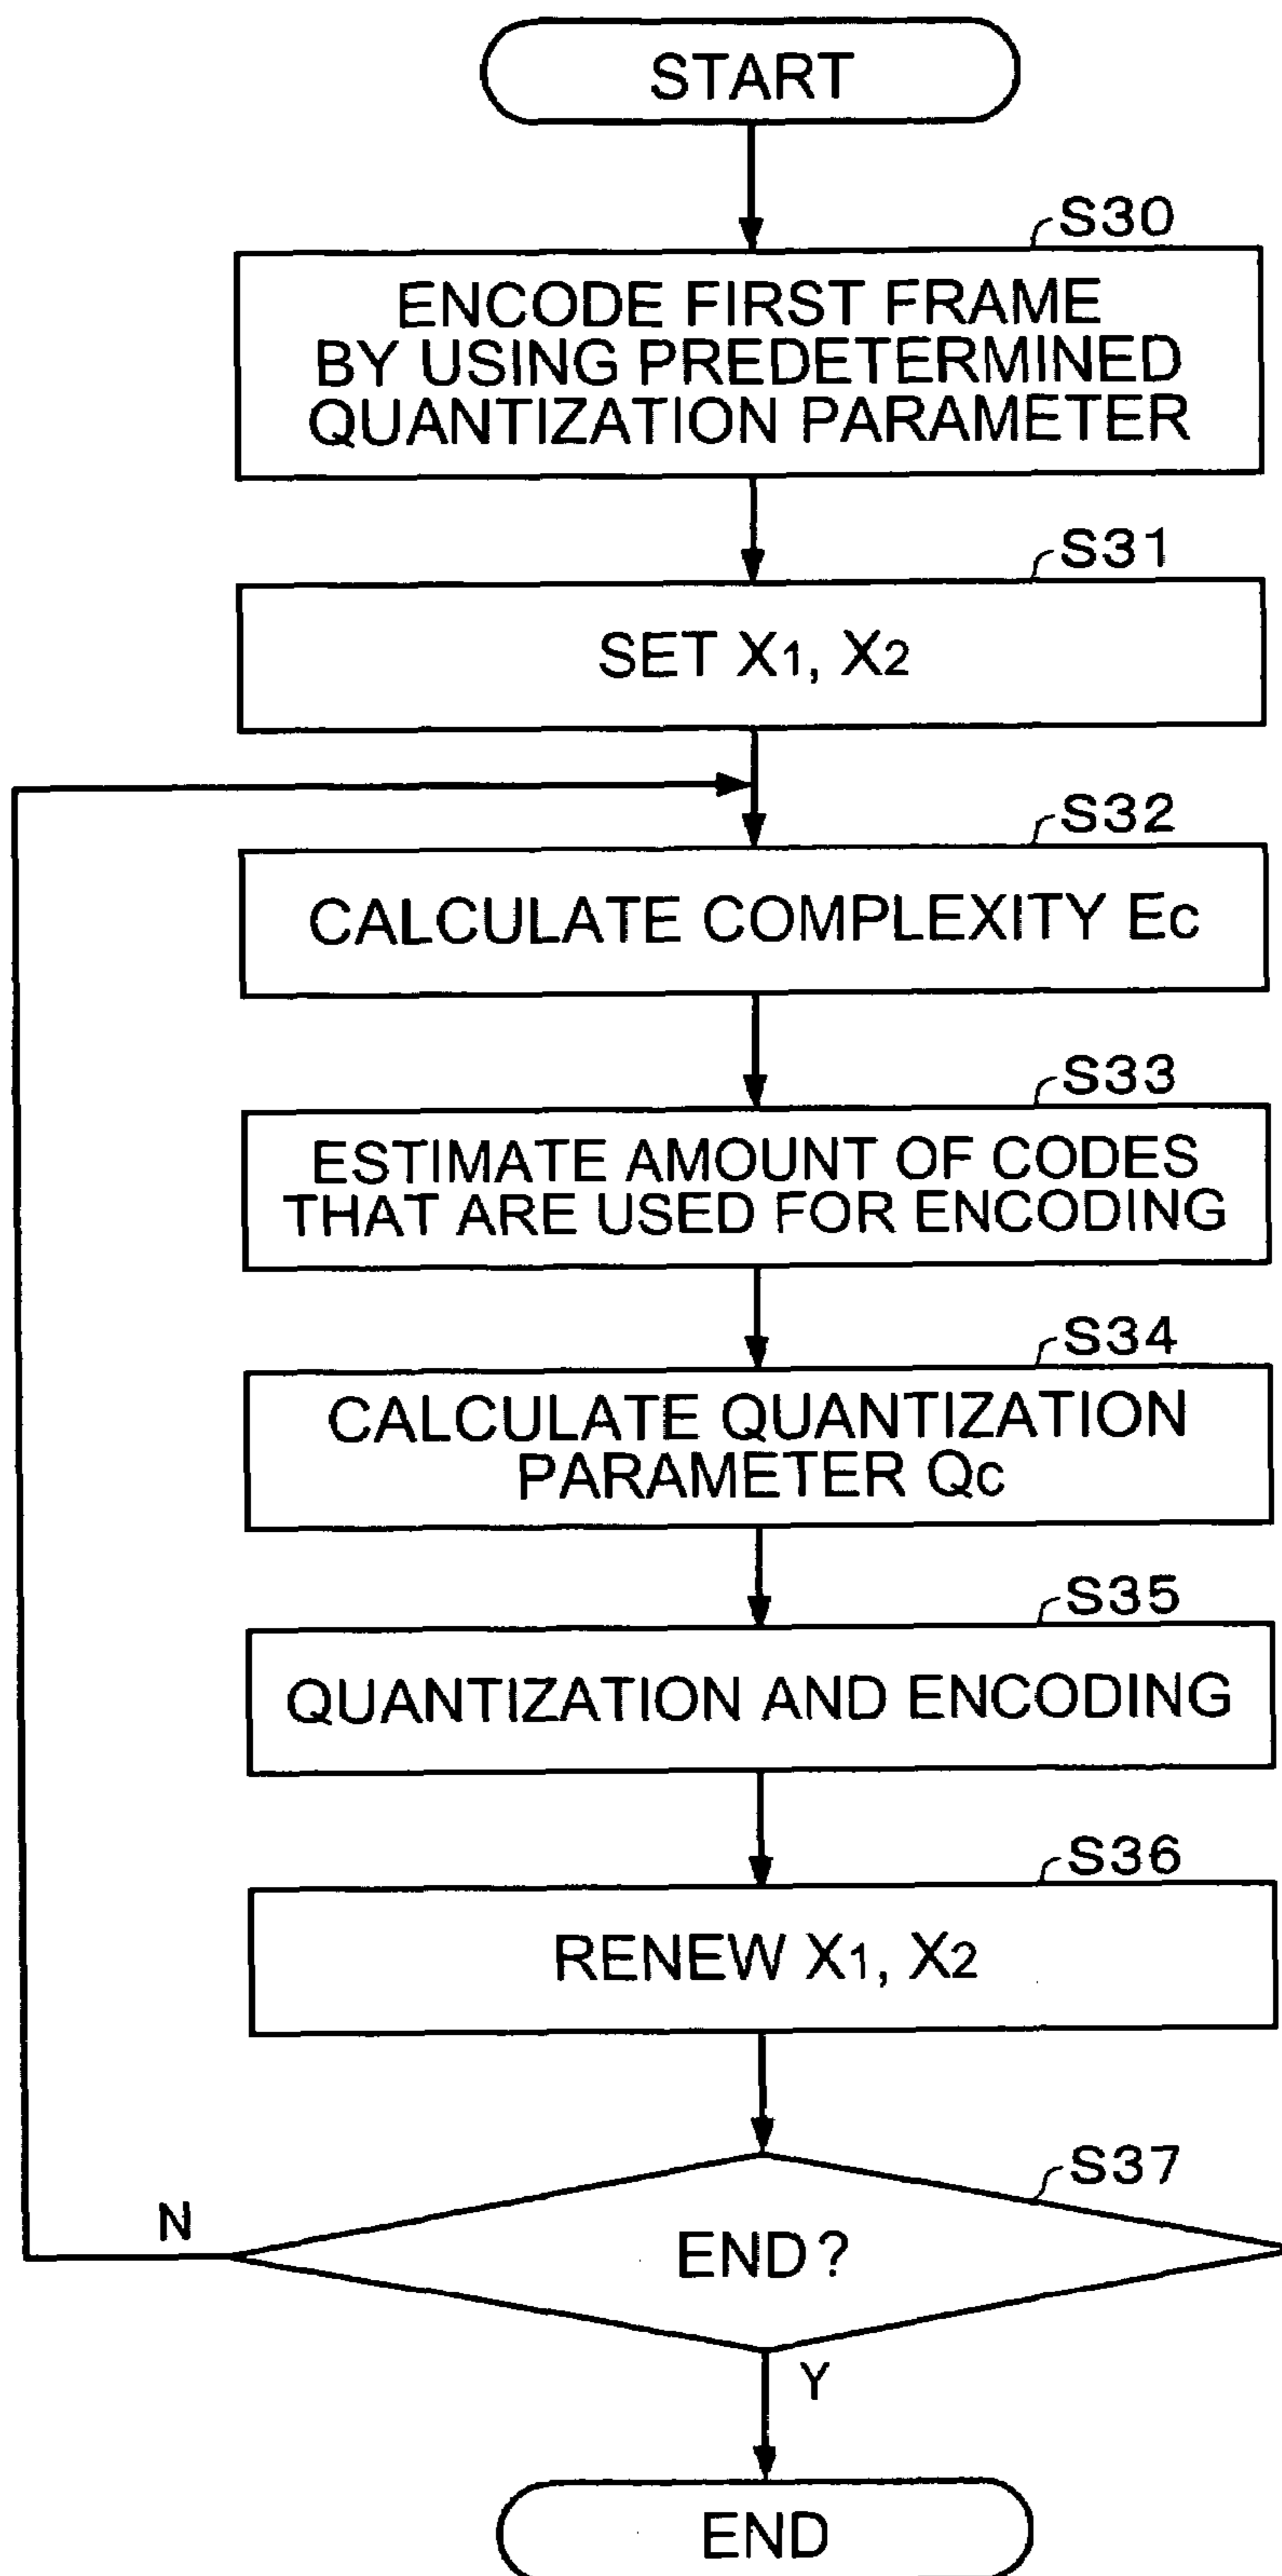 START
S30
ENCODE FIRST FRAME
BY USING PREDETERMINED
QUANTIZATION PARAMETER
S31
SET X1, X2
S32
CALCULATE COMPLEXITY Ec
S33
ESTIMATE AMOUNT OF CODES
THAT ARE USED FOR ENCODING
S34
CALCULATE QUANTIZATION
PARAMETER Qc
S35
QUANTIZATION AND ENCODING
S36
RENEW X1, X2
S37
N
END?
Y
END